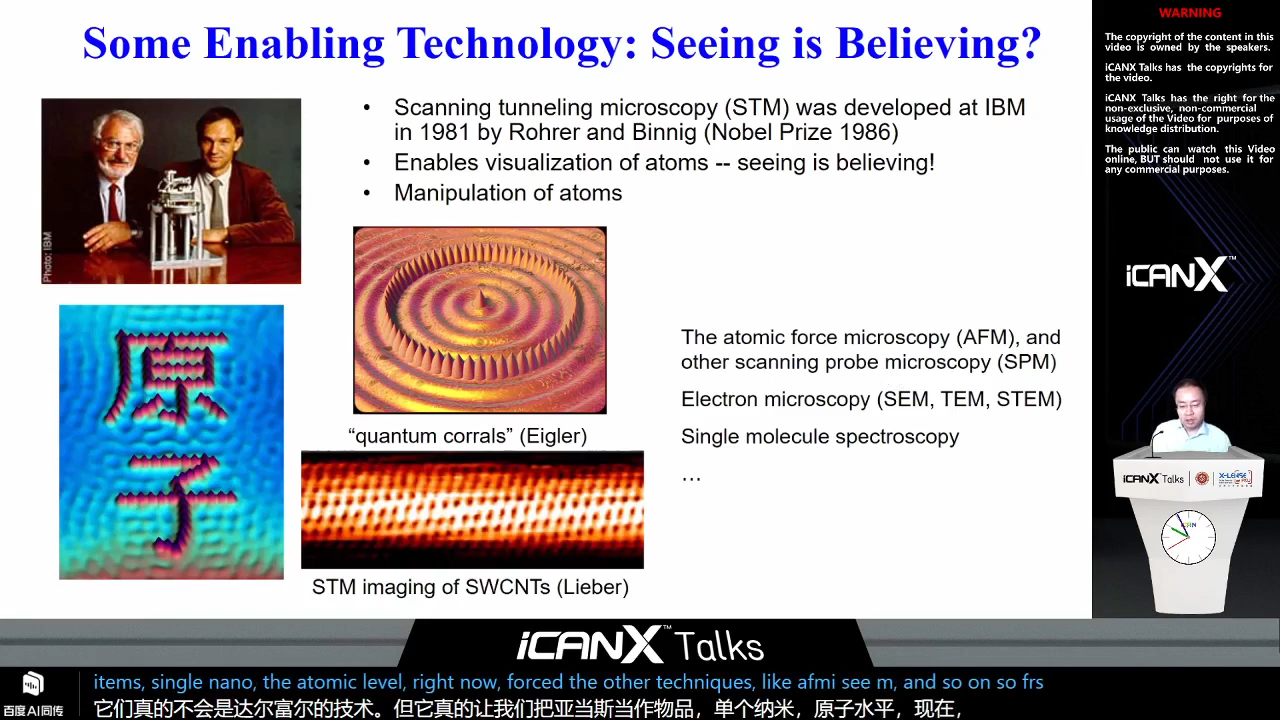 Some Enabling Technology: Seeing is Believing?
• Scanning tunneling microscopy (STM) was developed at IBM
in 1981 by Rohrer and Binnig (Nobel Prize 1986)
• Enables visualization of atoms -- seeing is believing!
• Manipulation of atoms
Photo: IBM
原
子
“quantum corrals” (Eigler)
STM imaging of SWCNTs (Lieber)
The atomic force microscopy (AFM), and
other scanning probe microscopy (SPM)
Electron microscopy (SEM, TEM, STEM)
Single molecule spectroscopy
…
WARNING
The copyright of the content in this
video is owned by the speakers.
iCANX Talks has the copyrights for
the video.
iCANX Talks has the right for the
non-exclusive, non-commercial
usage of the Video for purposes of
knowledge distribution.
The public can watch this Video
online, BUT should not use it for
any commercial purposes.
iCANX™
iCANX Talks
X-LENSE
iCANX™ Talks
items, single nano, the atomic level, right now, forced the other techniques, like afmi see m, and so on so frs
百度AI同传
它们真的不会是达尔富尔的技术。但它真的让我们把亚当斯当作物品，单个纳米，原子水平，现在，